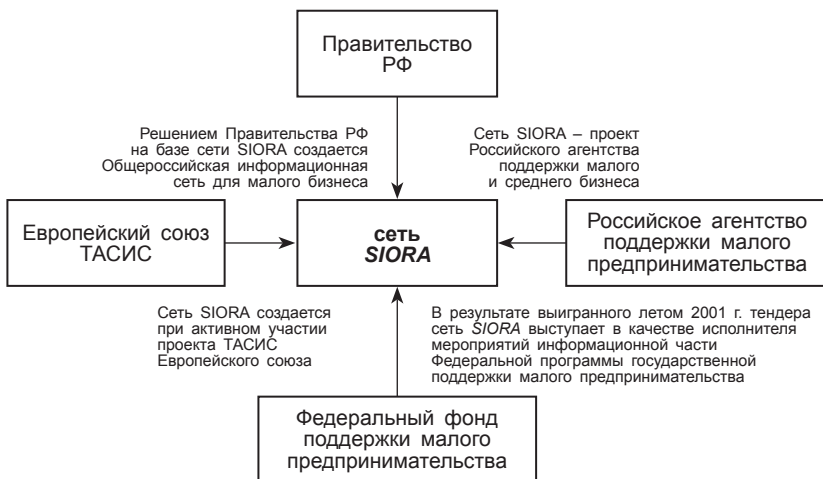 Правительство
РФ
Решением Правительства РФ
на базе сети SIORA создается
Общероссийская информационная
сеть для малого бизнеса
Сеть SIORA – проект
Российского агентства
поддержки малого
и среднего бизнеса
Европейский союз
ТАСИС
сеть
SIORA
Российское агентство
поддержки малого
предпринимательства
Сеть SIORA создается
при активном участии
проекта ТАСИС
Европейского союза
В результате выигранного летом 2001 г. тендера
сеть SIORA выступает в качестве исполнителя
мероприятий информационной части
Федеральной программы государственной
поддержки малого предпринимательства
Федеральный фонд
поддержки малого
предпринимательства